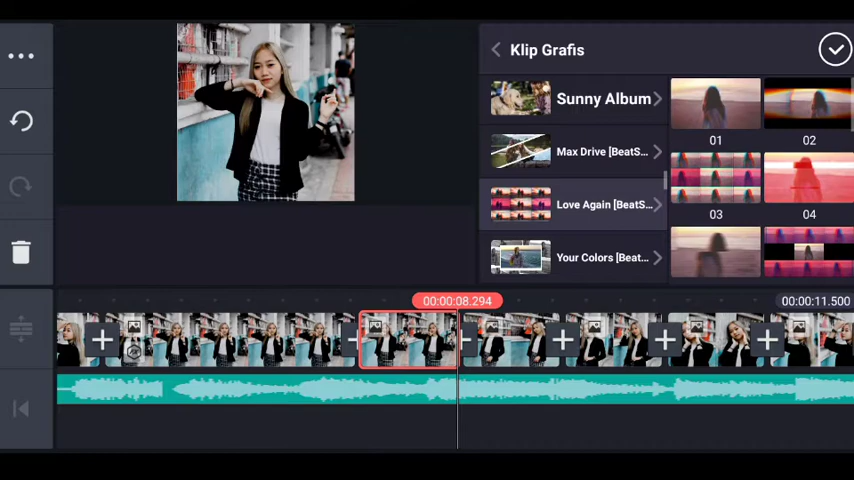 Klip Grafis
Sunny Album
Max Drive [BeatS...
Love Again [BeatS...
Your Colors [Beat...
01
02
03
04
00:00:08.294
00:00:11.500